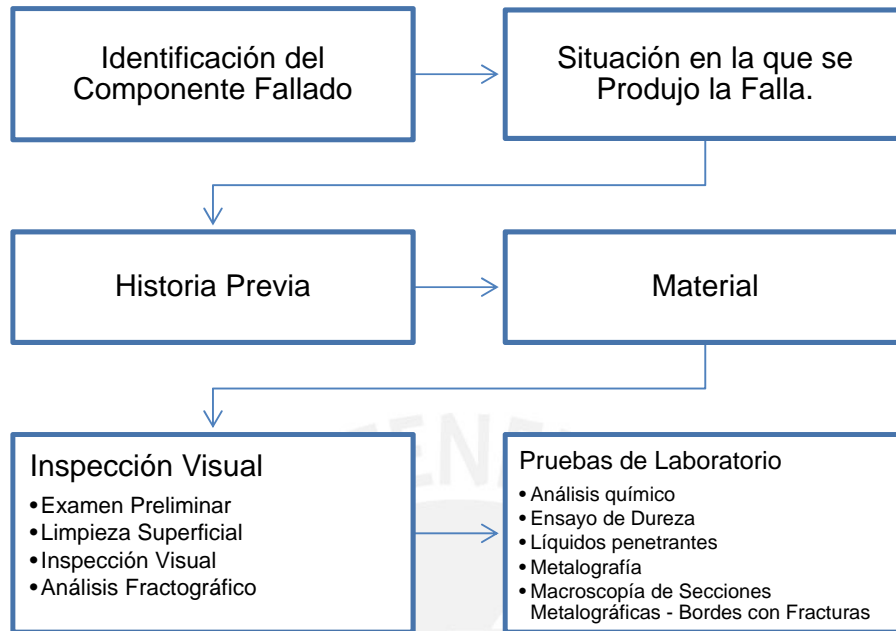 Identificación del
Componente Fallado
Situación en la que se
Produjo la Falla.
Historia Previa
Material
Inspección Visual
•Examen Preliminar
•Limpieza Superficial
•Inspección Visual
•Análisis Fractográfico
Pruebas de Laboratorio
•Análisis químico
•Ensayo de Dureza
•Líquidos penetrantes
•Metalografía
•Macroscopía de Secciones
Metalográficas - Bordes con Fracturas